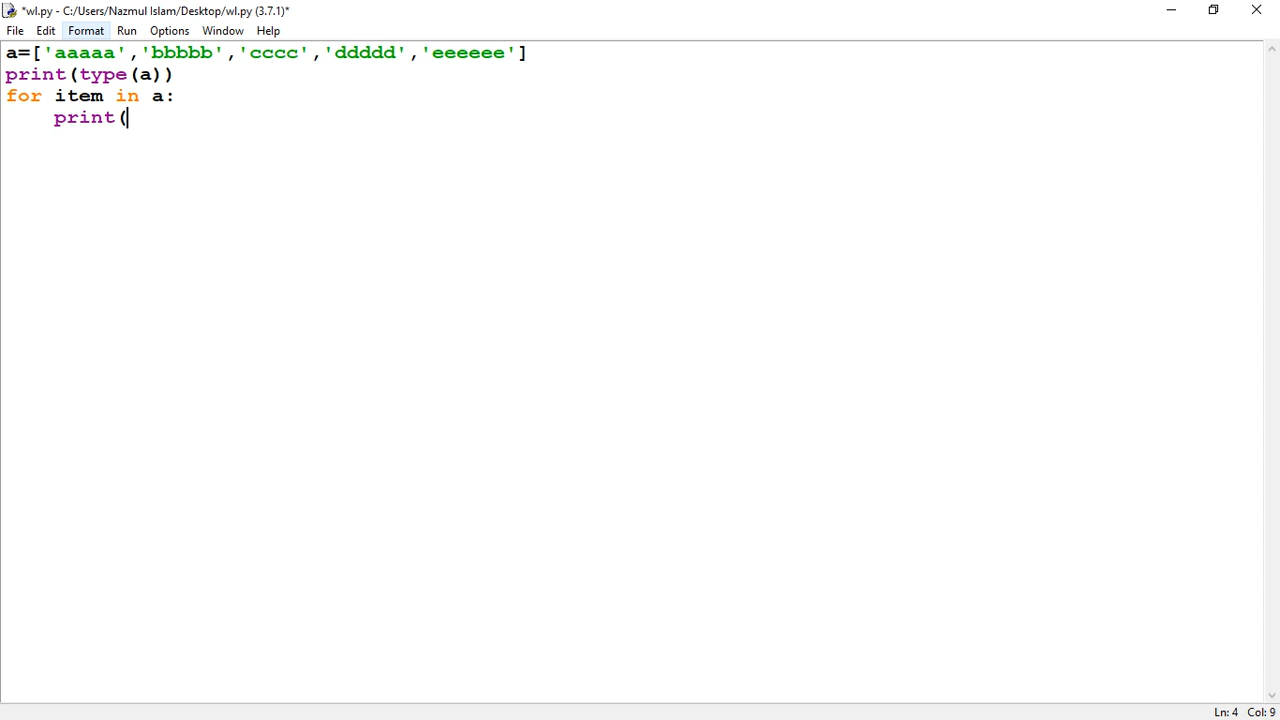 *wl.py - C:/Users/Nazmul Islam/Desktop/wl.py (3.7.1)*
File Edit Format Run Options Window Help
a=['aaaaa','bbbbb','cccc','ddddd','eeeeee']
print(type(a))
for item in a:
    print(
Ln: 4 Col: 9